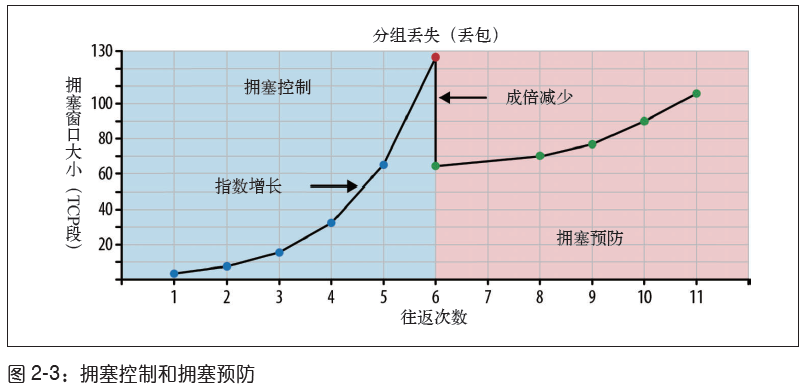 分组丢失（丢包）
130
100
80
60
40
20
拥塞窗口大小（TCP段）
拥塞控制
成倍减少
指数增长
拥塞预防
1 2 3 4 5 6 7 8 9 10 11
往返次数
图 2-3：拥塞控制和拥塞预防